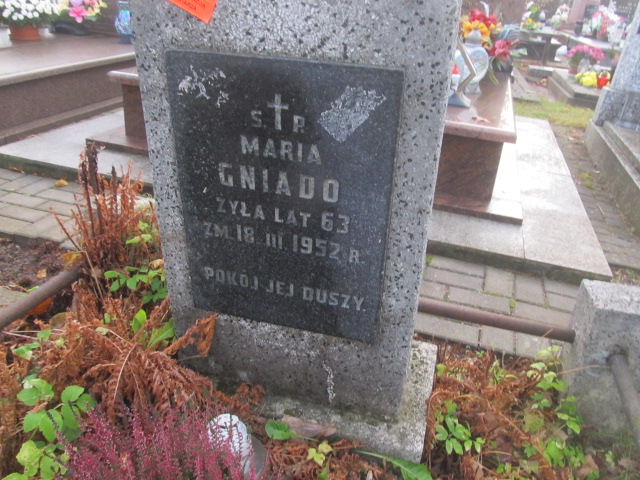 Ś. P.
MARIA
GNIADO
ŻYŁA LAT 63
ZM. 18. III. 1952 R.
POKÓJ JEJ DUSZY.